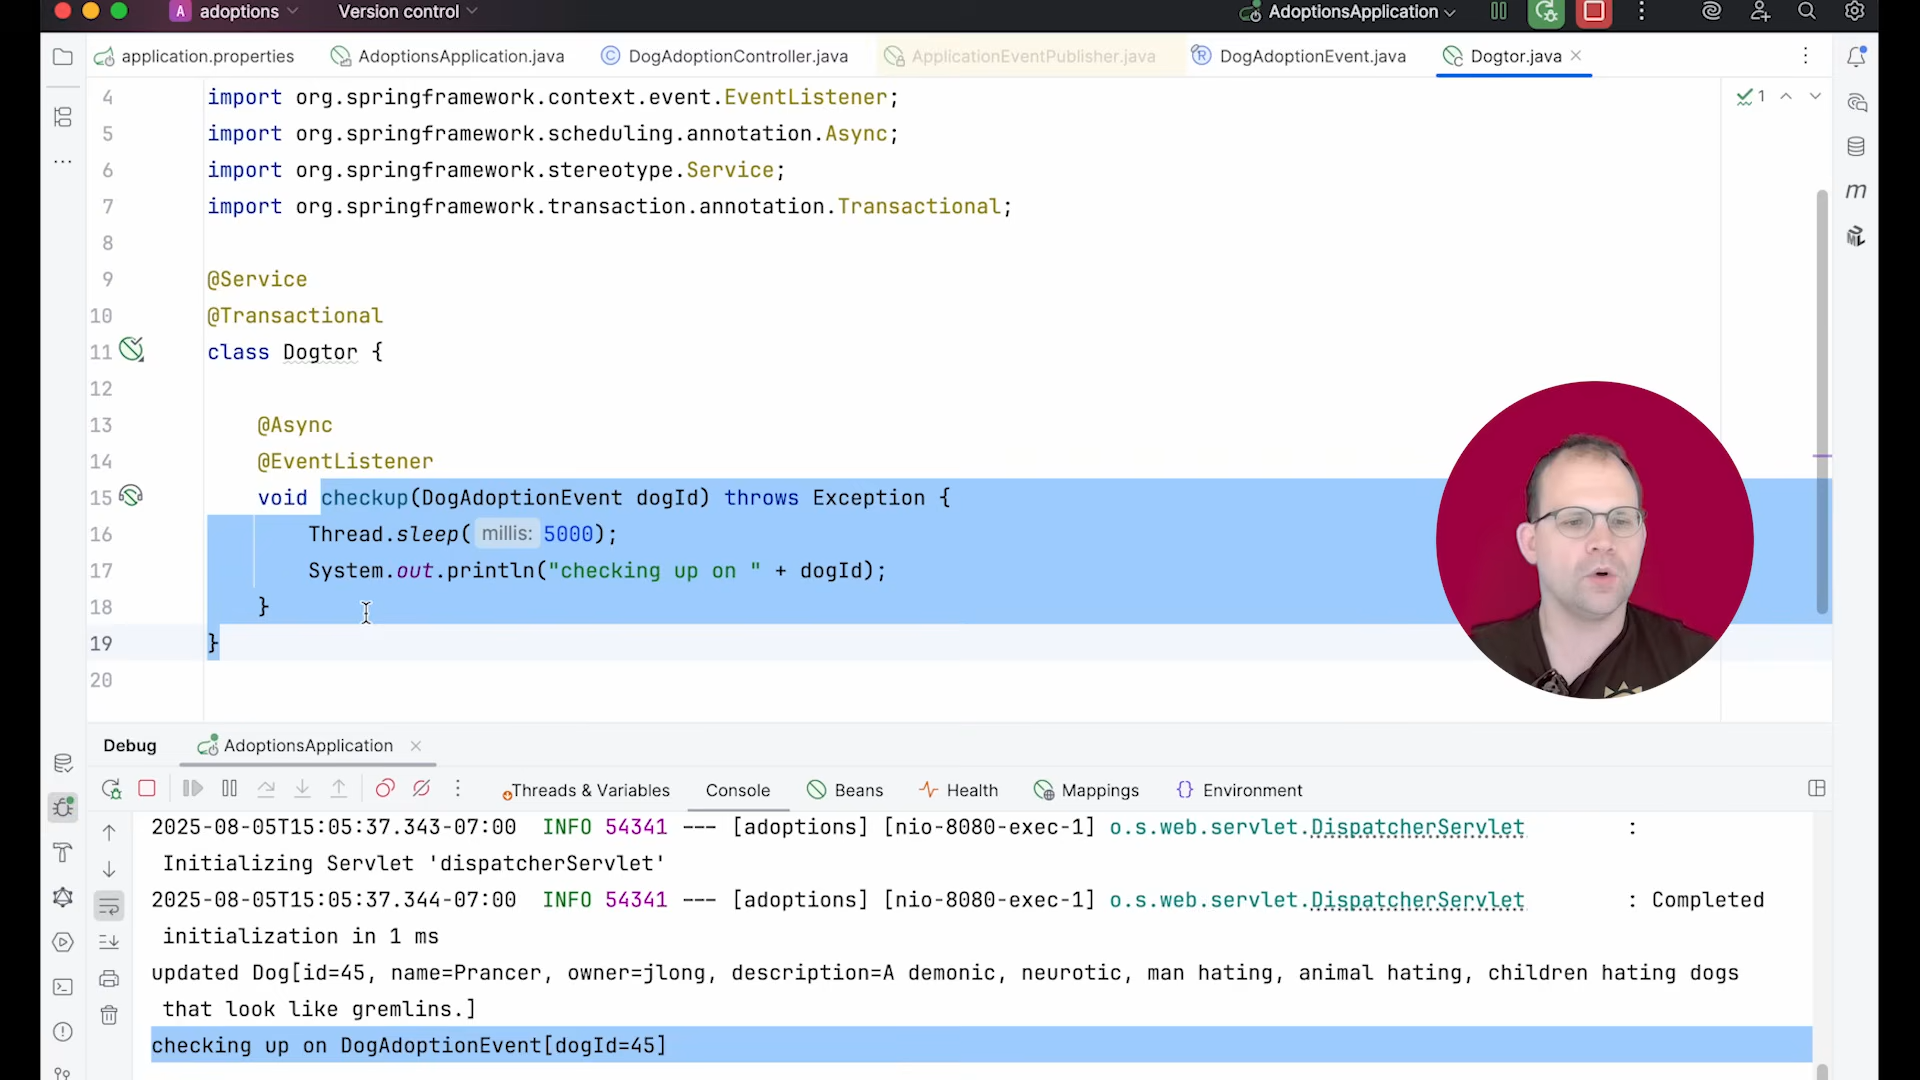 A adoptions Version control AdoptionsApplication
application.properties AdoptionsApplication.java DogAdoptionController.java ApplicationEventPublisher.java DogAdoptionEvent.java Dogtor.java
4 import org.springframework.context.event.EventListener; 1
5 import org.springframework.scheduling.annotation.Async;
6 import org.springframework.stereotype.Service;
7 import org.springframework.transaction.annotation.Transactional;
8
9 @Service
10 @Transactional
11 class Dogtor {
12
13 @Async
14 @EventListener
15 void checkup(DogAdoptionEvent dogId) throws Exception {
16 Thread.sleep( millis: 5000);
17 System.out.println("checking up on " + dogId);
18 }
19 }
20
Debug AdoptionsApplication
Threads & Variables Console Beans Health Mappings Environment
2025-08-05T15:05:37.343-07:00 INFO 54341 --- [adoptions] [nio-8080-exec-1] o.s.web.servlet.DispatcherServlet :
Initializing Servlet 'dispatcherServlet'
2025-08-05T15:05:37.344-07:00 INFO 54341 --- [adoptions] [nio-8080-exec-1] o.s.web.servlet.DispatcherServlet : Completed
initialization in 1 ms
updated Dog[id=45, name=Prancer, owner=jlong, description=A demonic, neurotic, man hating, animal hating, children hating dogs
that look like gremlins.]
checking up on DogAdoptionEvent[dogId=45]